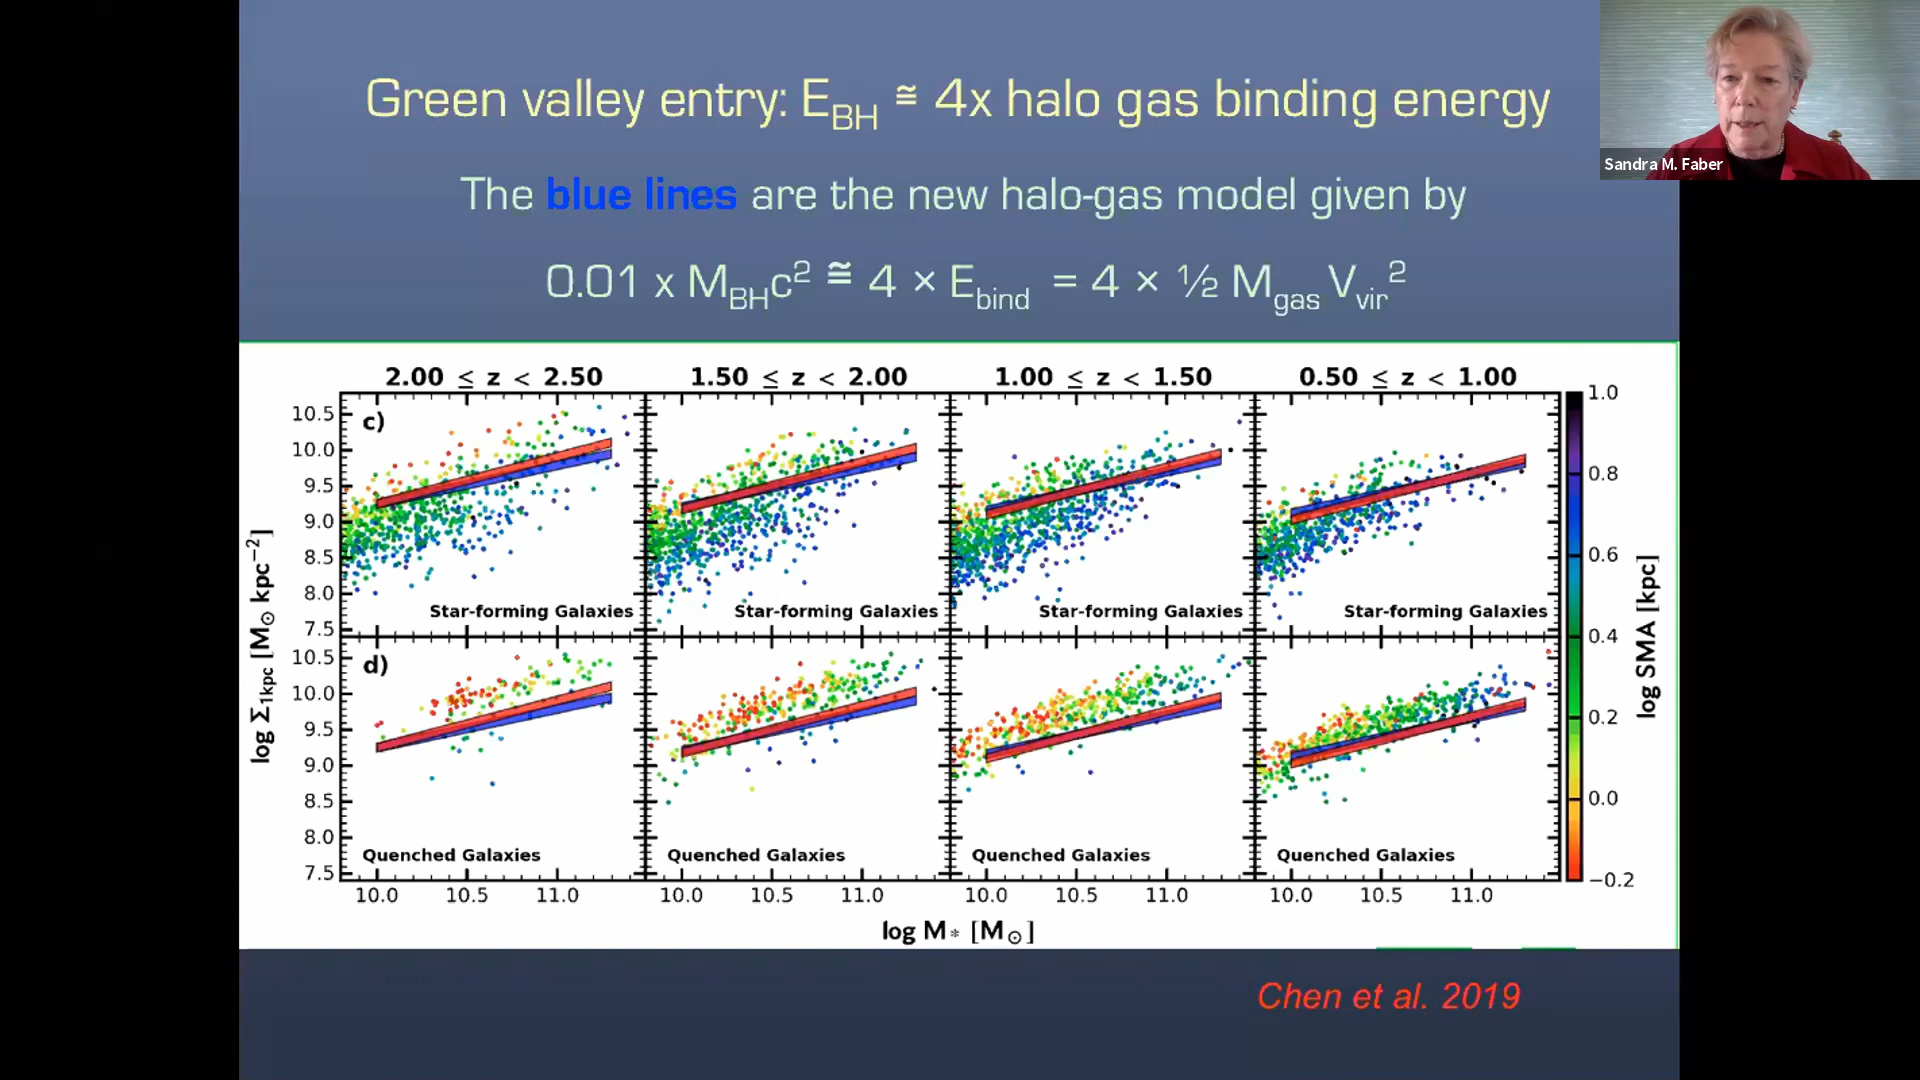 Green valley entry: E_BH ≅ 4x halo gas binding energy
Sandra M. Faber
The blue lines are the new halo-gas model given by
0.01 x M_BH c² ≅ 4 × E_bind = 4 × ½ M_gas V_vir²
2.00 ≤ z < 2.50
1.50 ≤ z < 2.00
1.00 ≤ z < 1.50
0.50 ≤ z < 1.00
c)
10.5
10.0
9.5
9.0
8.5
8.0
7.5
Star-forming Galaxies
Star-forming Galaxies
Star-forming Galaxies
Star-forming Galaxies
d)
10.5
10.0
9.5
9.0
8.5
8.0
7.5
Quenched Galaxies
Quenched Galaxies
Quenched Galaxies
Quenched Galaxies
log Σ_1kpc [M_⊙ kpc⁻²]
10.0 10.5 11.0
10.0 10.5 11.0
10.0 10.5 11.0
10.0 10.5 11.0
log M_* [M_⊙]
1.0
0.8
0.6
0.4
0.2
0.0
−0.2
log SMA [kpc]
Chen et al. 2019